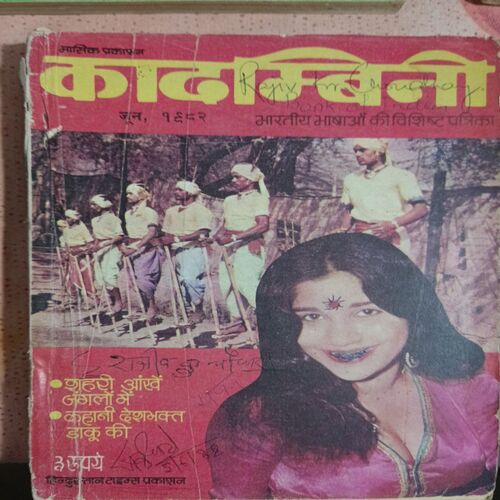 मासिक प्रकाशन
कादम्बिनी
जून, १९८२
भारतीय भाषाओं की विशिष्ट पत्रिका
• शहरी आंखें
जंगलों में
• कहानी देशभक्त
डाकू की
३ रुपये
हिन्दुस्तान टाइम्स प्रकाशन